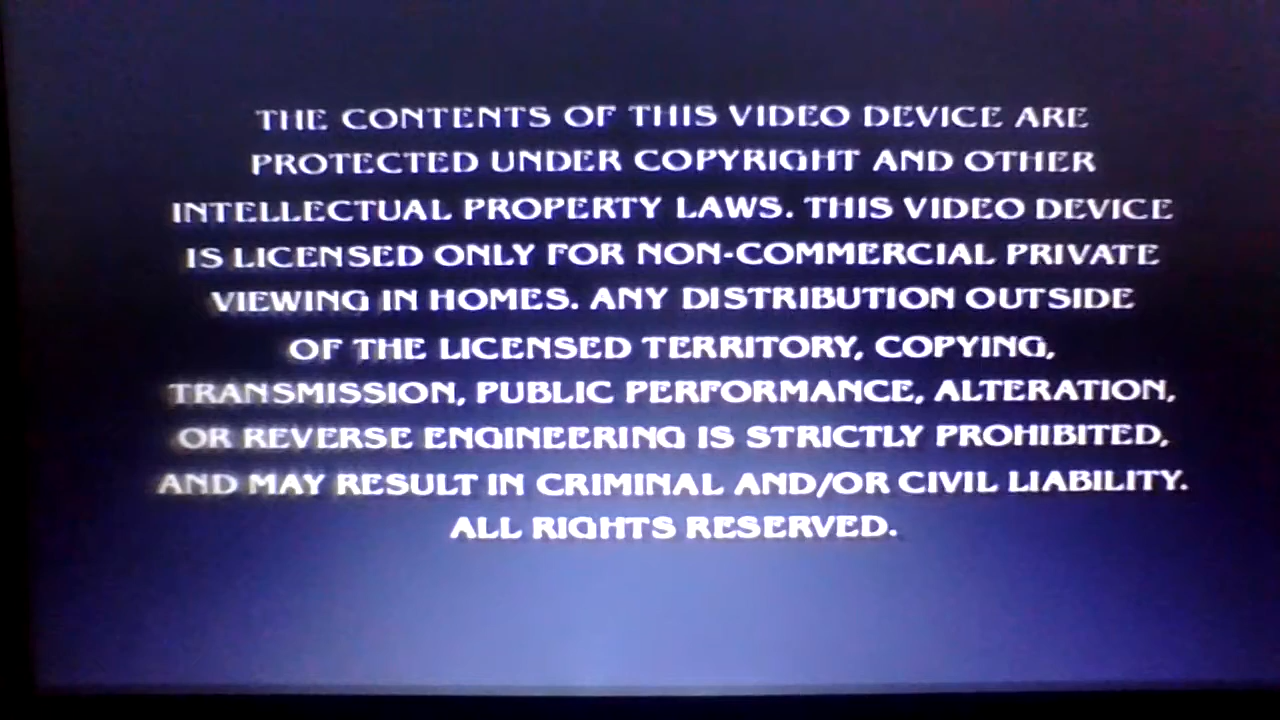 THE CONTENTS OF THIS VIDEO DEVICE ARE
PROTECTED UNDER COPYRIGHT AND OTHER
INTELLECTUAL PROPERTY LAWS. THIS VIDEO DEVICE
IS LICENSED ONLY FOR NON-COMMERCIAL PRIVATE
VIEWING IN HOMES. ANY DISTRIBUTION OUTSIDE
OF THE LICENSED TERRITORY, COPYING,
TRANSMISSION, PUBLIC PERFORMANCE, ALTERATION,
OR REVERSE ENGINEERING IS STRICTLY PROHIBITED,
AND MAY RESULT IN CRIMINAL AND/OR CIVIL LIABILITY.
ALL RIGHTS RESERVED.